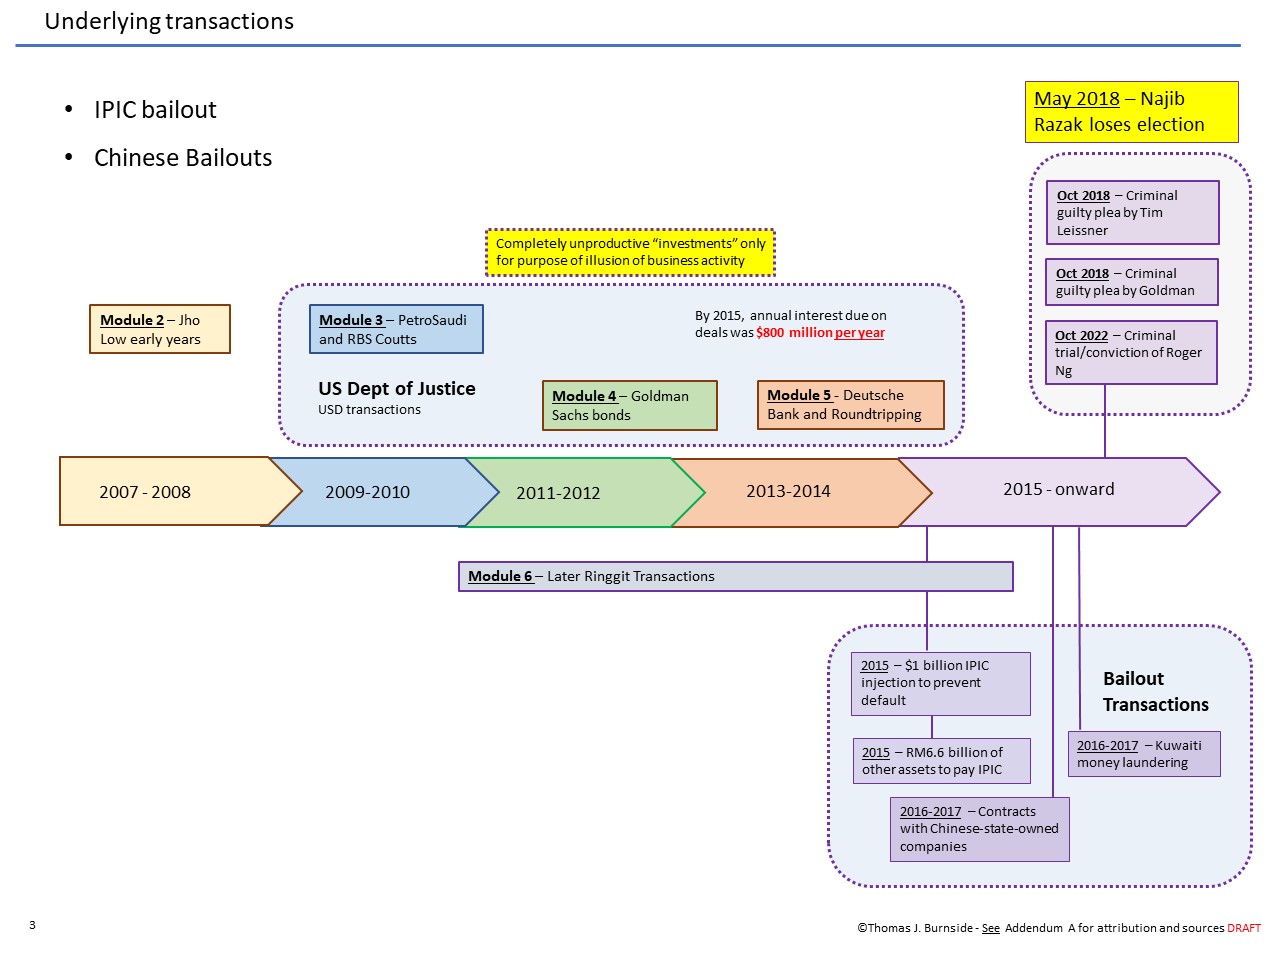 Underlying transactions
• IPIC bailout
• Chinese Bailouts
May 2018 – Najib
Razak loses election
Oct 2018 – Criminal
guilty plea by Tim
Leissner
Oct 2018 – Criminal
guilty plea by Goldman
Oct 2022 – Criminal
trial/conviction of Roger
Ng
Completely unproductive “investments” only
for purpose of illusion of business activity
Module 2 – Jho
Low early years
Module 3 – PetroSaudi
and RBS Coutts
By 2015, annual interest due on
deals was $800 million per year
US Dept of Justice
USD transactions
Module 4 – Goldman
Sachs bonds
Module 5 - Deutsche
Bank and Roundtripping
2007 - 2008
2009-2010
2011-2012
2013-2014
2015 - onward
Module 6 – Later Ringgit Transactions
2015 – $1 billion IPIC
injection to prevent
default
Bailout
Transactions
2015 – RM6.6 billion of
other assets to pay IPIC
2016-2017 – Kuwaiti
money laundering
2016-2017 – Contracts
with Chinese-state-owned
companies
3
©Thomas J. Burnside - See Addendum A for attribution and sources DRAFT